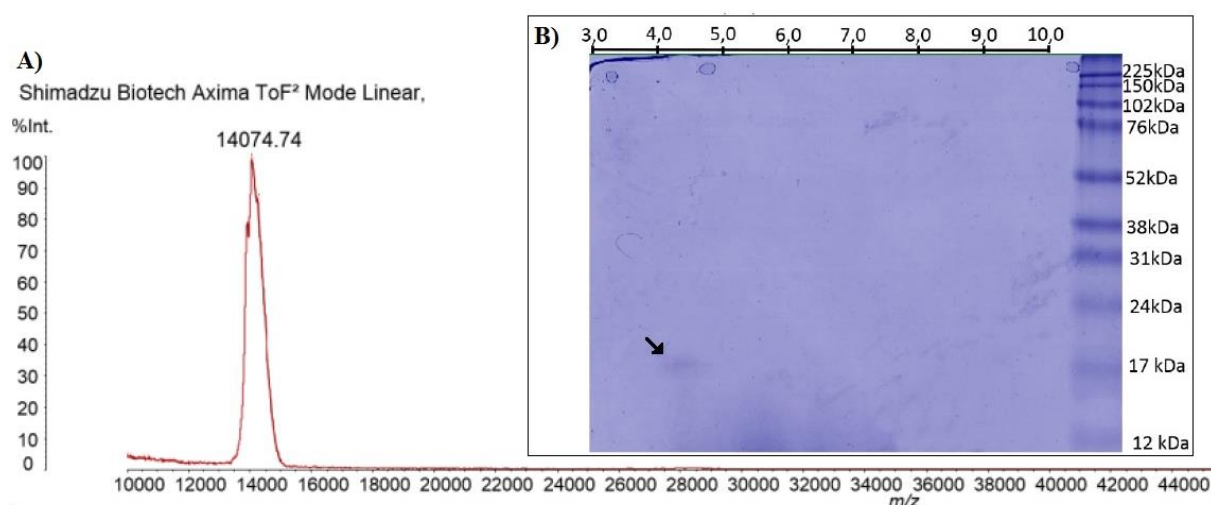 A)
Shimadzu Biotech Axima ToF² Mode Linear,
%Int.
14074.74
100
90
80
70
60
50
40
30
20
10
0
10000 12000 14000 16000 18000 20000 22000 24000 26000 28000 30000 32000 34000 36000 38000 40000 42000 44000
m/z
B)
3,0 4,0 5,0 6,0 7,0 8,0 9,0 10,0
225kDa
150kDa
102kDa
76kDa
52kDa
38kDa
31kDa
24kDa
17 kDa
12 kDa